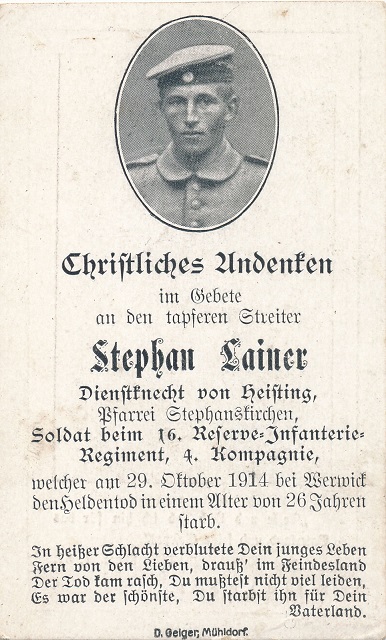 Christliches Andenken
im Gebete
an den tapferen Streiter
Stephan Lainer
Dienstknecht von Heisting,
Pfarrei Stephanskirchen,
Soldat beim 16. Reserve-Infanterie-
Regiment, 4. Kompagnie,
welcher am 29. Oktober 1914 bei Werwick
den Heldentod in einem Alter von 26 Jahren
starb.
In heißer Schlacht verblutete Dein junges Leben
Fern von den Lieben, drauß' im Feindesland
Der Tod kam rasch, Du mußtest nicht viel leiden,
Es war der schönste, Du starbst ihn für Dein
Vaterland.
D. Geiger, Mühldorf.